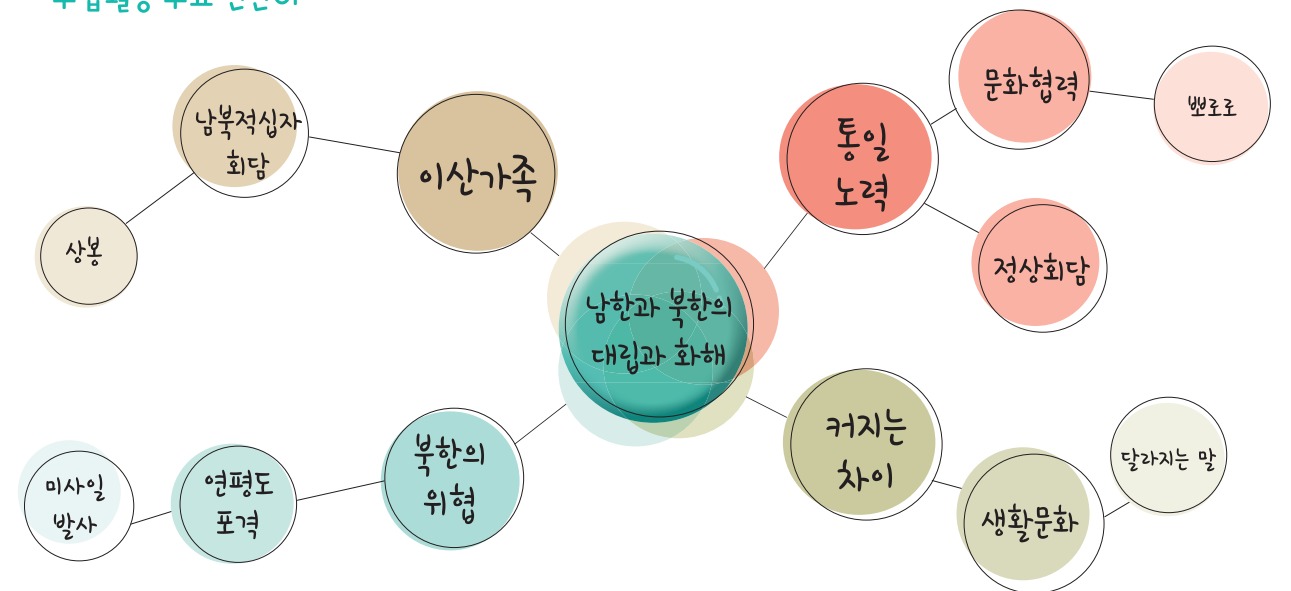 남북적십자
회담
상봉
이산가족
통일
노력
문화협력
뽀로로
정상회담
남한과 북한의
대립과 화해
북한의
위협
연평도
포격
미사일
발사
커지는
차이
생활문화
달라지는 말